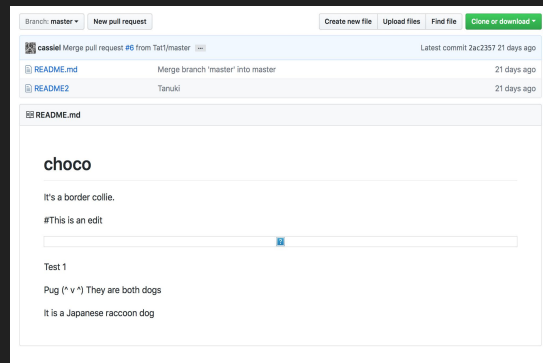 Branch: master New pull request Create new file Upload files Find file Clone or download
cassiel Merge pull request #6 from Tat1/master ... Latest commit 2ac2357 21 days ago
README.md Merge branch 'master' into master 21 days ago
README2 Tanuki 21 days ago
README.md
choco
It's a border collie.
#This is an edit
?
Test 1
Pug (^ v ^) They are both dogs
It is a Japanese raccoon dog